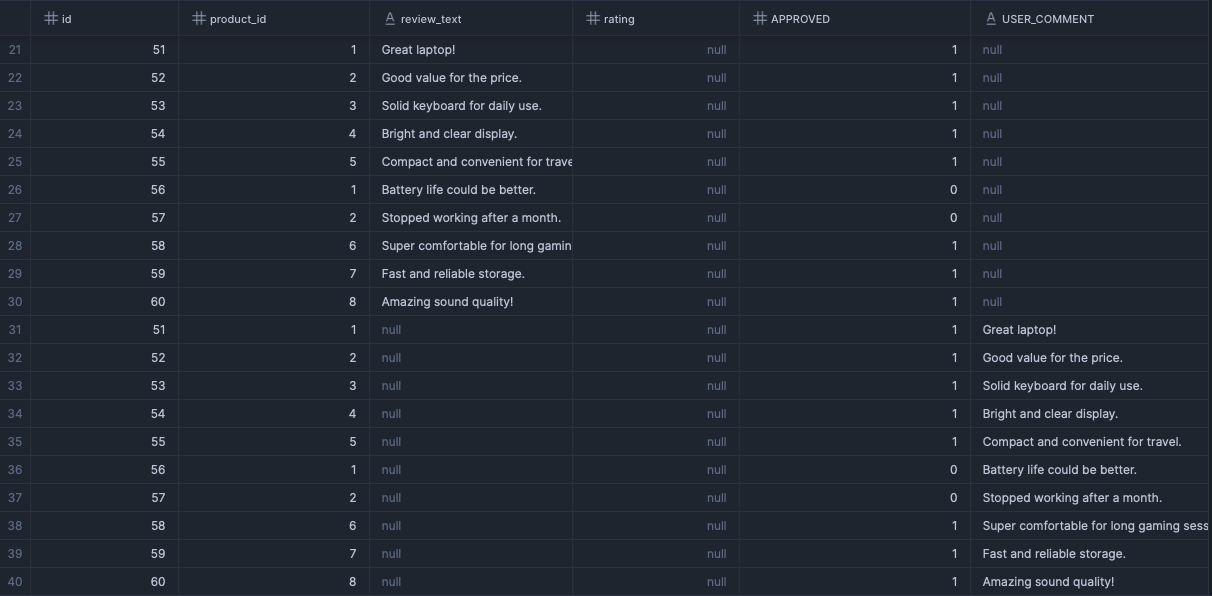 id product_id review_text rating APPROVED USER_COMMENT
21 51 1 Great laptop! null 1 null
22 52 2 Good value for the price. null 1 null
23 53 3 Solid keyboard for daily use. null 1 null
24 54 4 Bright and clear display. null 1 null
25 55 5 Compact and convenient for trave null 1 null
26 56 1 Battery life could be better. null 0 null
27 57 2 Stopped working after a month. null 0 null
28 58 6 Super comfortable for long gamin null 1 null
29 59 7 Fast and reliable storage. null 1 null
30 60 8 Amazing sound quality! null 1 null
31 51 1 null null 1 Great laptop!
32 52 2 null null 1 Good value for the price.
33 53 3 null null 1 Solid keyboard for daily use.
34 54 4 null null 1 Bright and clear display.
35 55 5 null null 1 Compact and convenient for travel.
36 56 1 null null 0 Battery life could be better.
37 57 2 null null 0 Stopped working after a month.
38 58 6 null null 1 Super comfortable for long gaming sess
39 59 7 null null 1 Fast and reliable storage.
40 60 8 null null 1 Amazing sound quality!